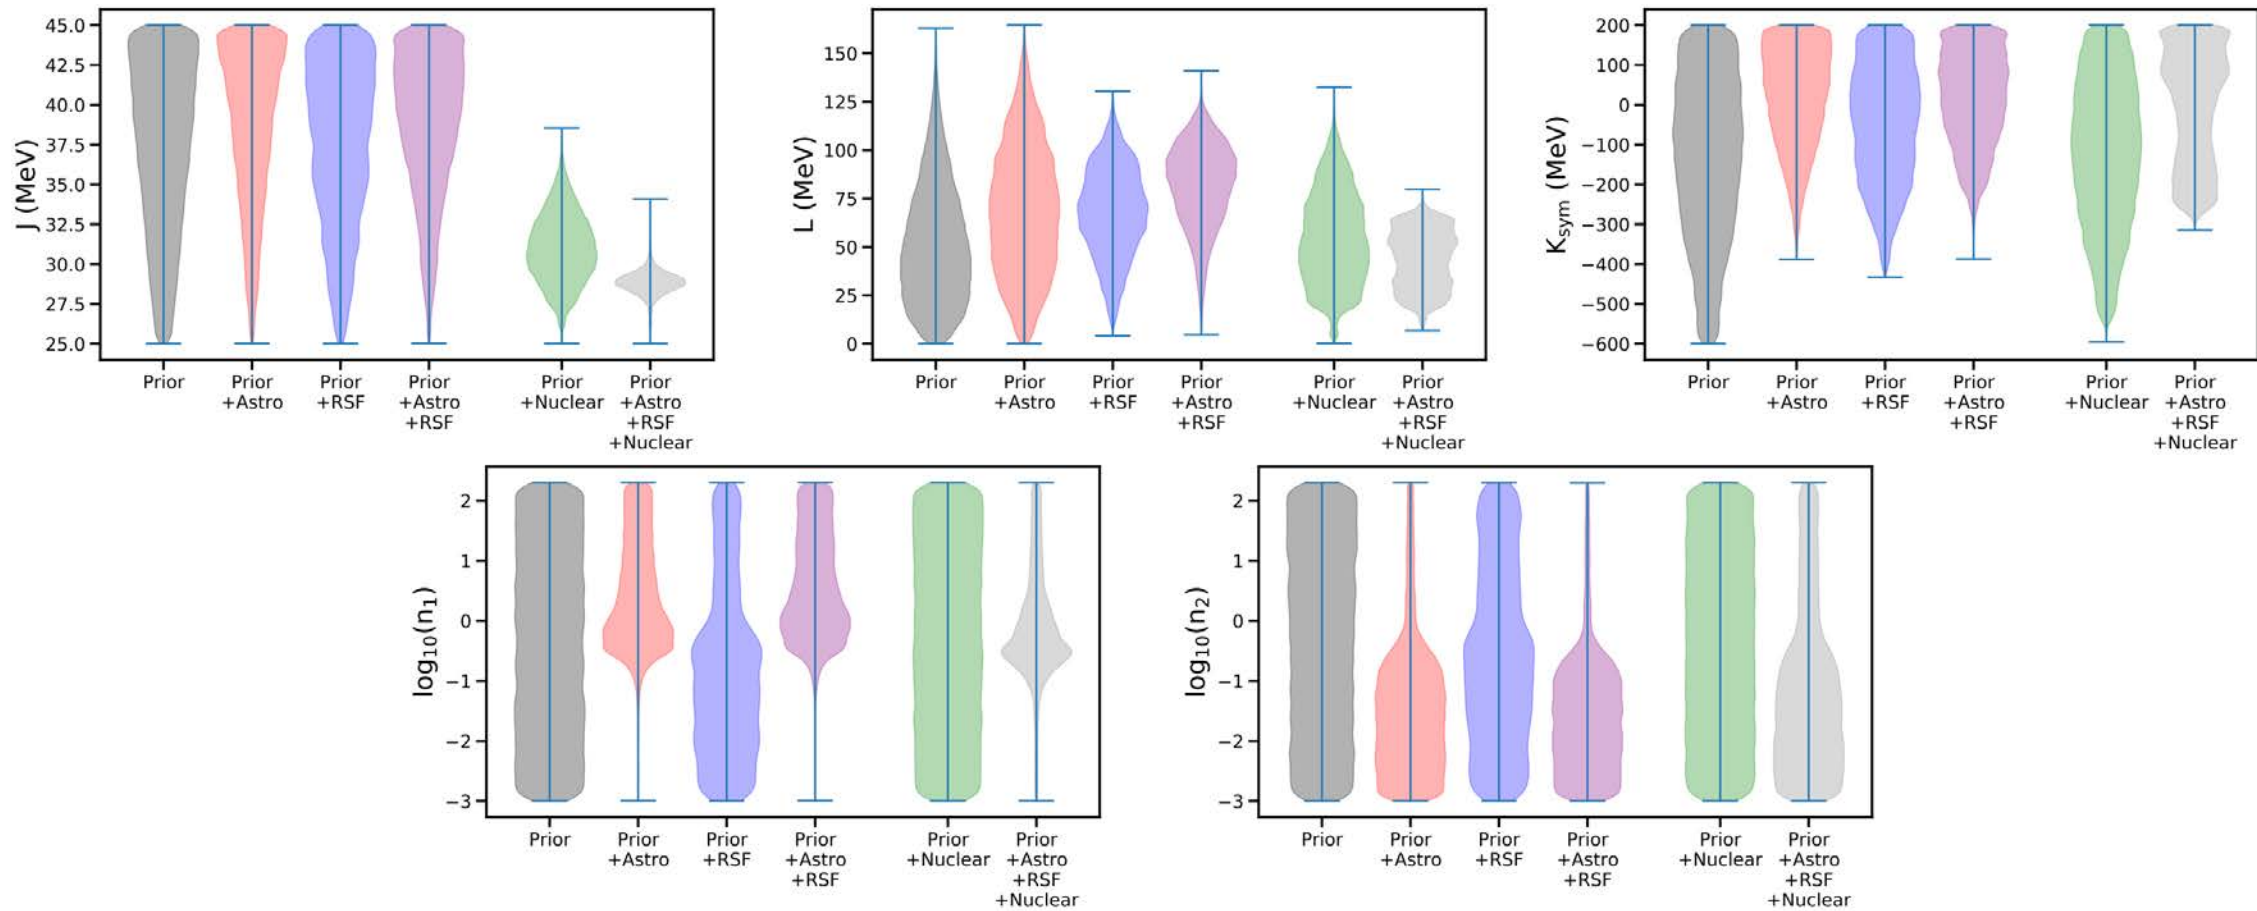 J (MeV)
45.0
42.5
40.0
37.5
35.0
32.5
30.0
27.5
25.0
Prior
Prior
+Astro
Prior
+RSF
Prior
+Astro
+RSF
Prior
+Nuclear
Prior
+Astro
+RSF
+Nuclear
L (MeV)
150
125
100
75
50
25
0
Prior
Prior
+Astro
Prior
+RSF
Prior
+Astro
+RSF
Prior
+Nuclear
Prior
+Astro
+RSF
+Nuclear
K_sym (MeV)
200
100
0
−100
−200
−300
−400
−500
−600
Prior
Prior
+Astro
Prior
+RSF
Prior
+Astro
+RSF
Prior
+Nuclear
Prior
+Astro
+RSF
+Nuclear
log₁₀(n₁)
2
1
0
−1
−2
−3
Prior
Prior
+Astro
Prior
+RSF
Prior
+Astro
+RSF
Prior
+Nuclear
Prior
+Astro
+RSF
+Nuclear
log₁₀(n₂)
2
1
0
−1
−2
−3
Prior
Prior
+Astro
Prior
+RSF
Prior
+Astro
+RSF
Prior
+Nuclear
Prior
+Astro
+RSF
+Nuclear